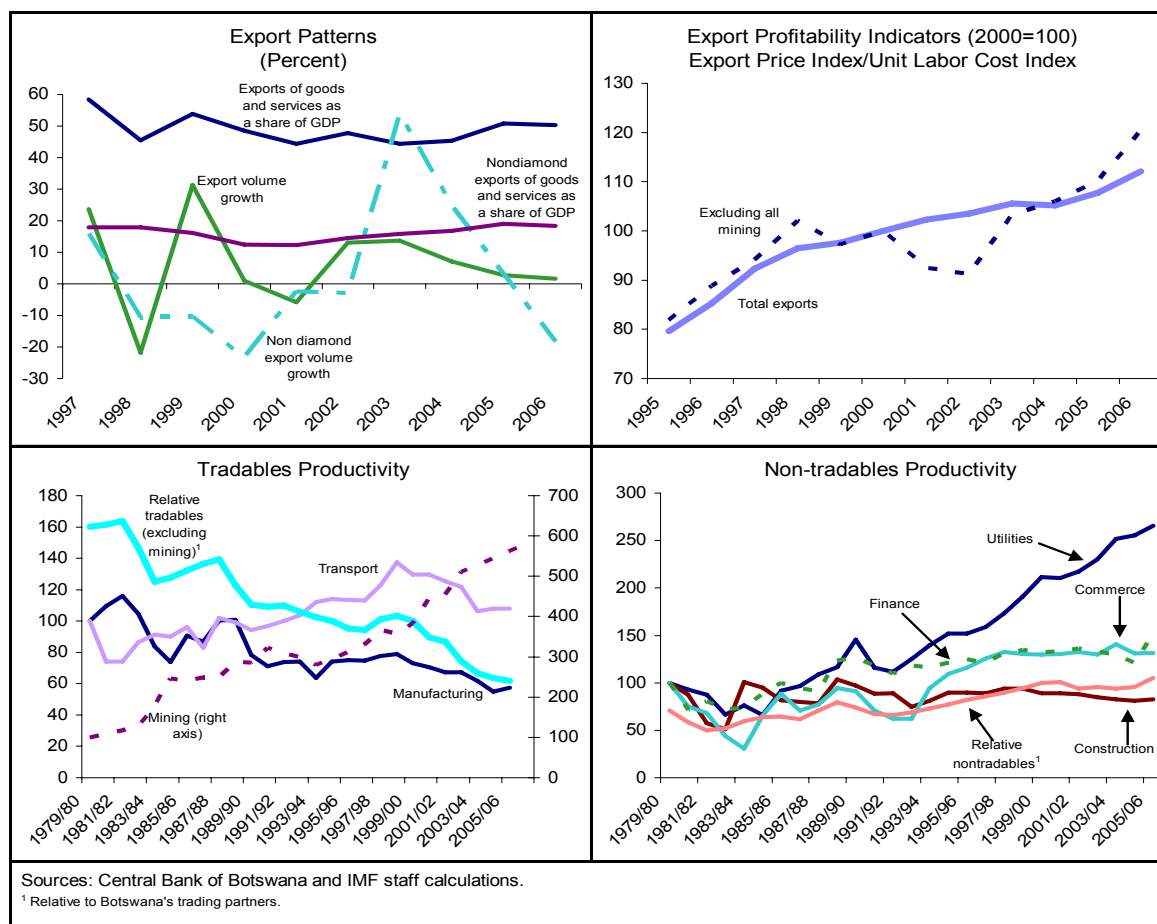 Export Patterns
(Percent)
60
50
40
30
20
10
0
-10
-20
-30
Exports of goods
and services as
a share of GDP
Export volume
growth
Nondiamond
exports of goods
and services as
a share of GDP
Non diamond
export volume
growth
1997
1998
1999
2000
2001
2002
2003
2004
2005
2006
Export Profitability Indicators (2000=100)
Export Price Index/Unit Labor Cost Index
130
120
110
100
90
80
70
Excluding all
mining
Total exports
1995
1996
1997
1998
1999
2000
2001
2002
2003
2004
2005
2006
Tradables Productivity
180
160
140
120
100
80
60
40
20
0
Relative
tradables
(excluding
mining)¹
Transport
Manufacturing
Mining (right
axis)
700
600
500
400
300
200
100
0
1979/80
1981/82
1983/84
1985/86
1987/88
1989/90
1991/92
1993/94
1995/96
1997/98
1999/00
2001/02
2003/04
2005/06
Non-tradables Productivity
300
250
200
150
100
50
0
Utilities
Finance
Commerce
Relative
nontradables¹
Construction
1979/80
1981/82
1983/84
1985/86
1987/88
1989/90
1991/92
1993/94
1995/96
1997/98
1999/00
2001/02
2003/04
2005/06
Sources: Central Bank of Botswana and IMF staff calculations.
¹ Relative to Botswana's trading partners.